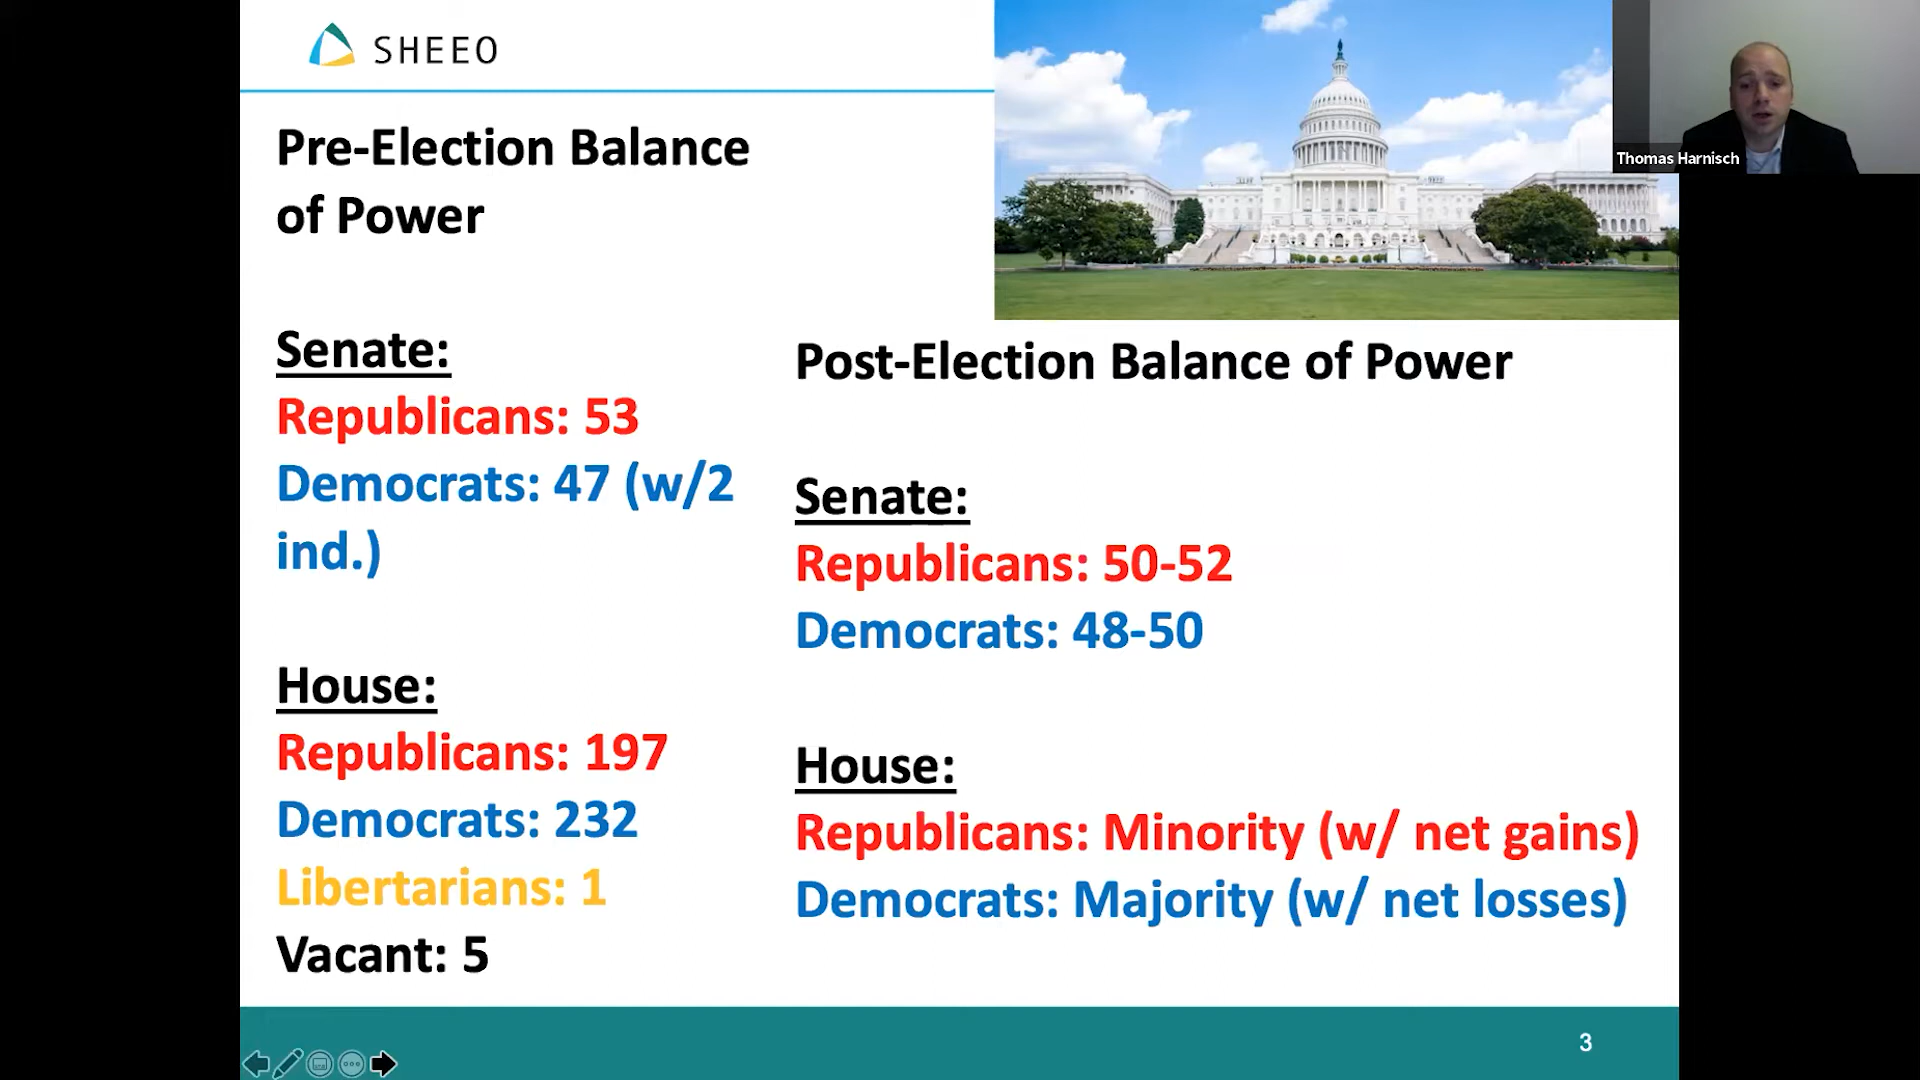 SHEEO
Pre-Election Balance
of Power
Senate:
Republicans: 53
Democrats: 47 (w/2
ind.)
House:
Republicans: 197
Democrats: 232
Libertarians: 1
Vacant: 5
Post-Election Balance of Power
Senate:
Republicans: 50-52
Democrats: 48-50
House:
Republicans: Minority (w/ net gains)
Democrats: Majority (w/ net losses)
Thomas Harnisch
3